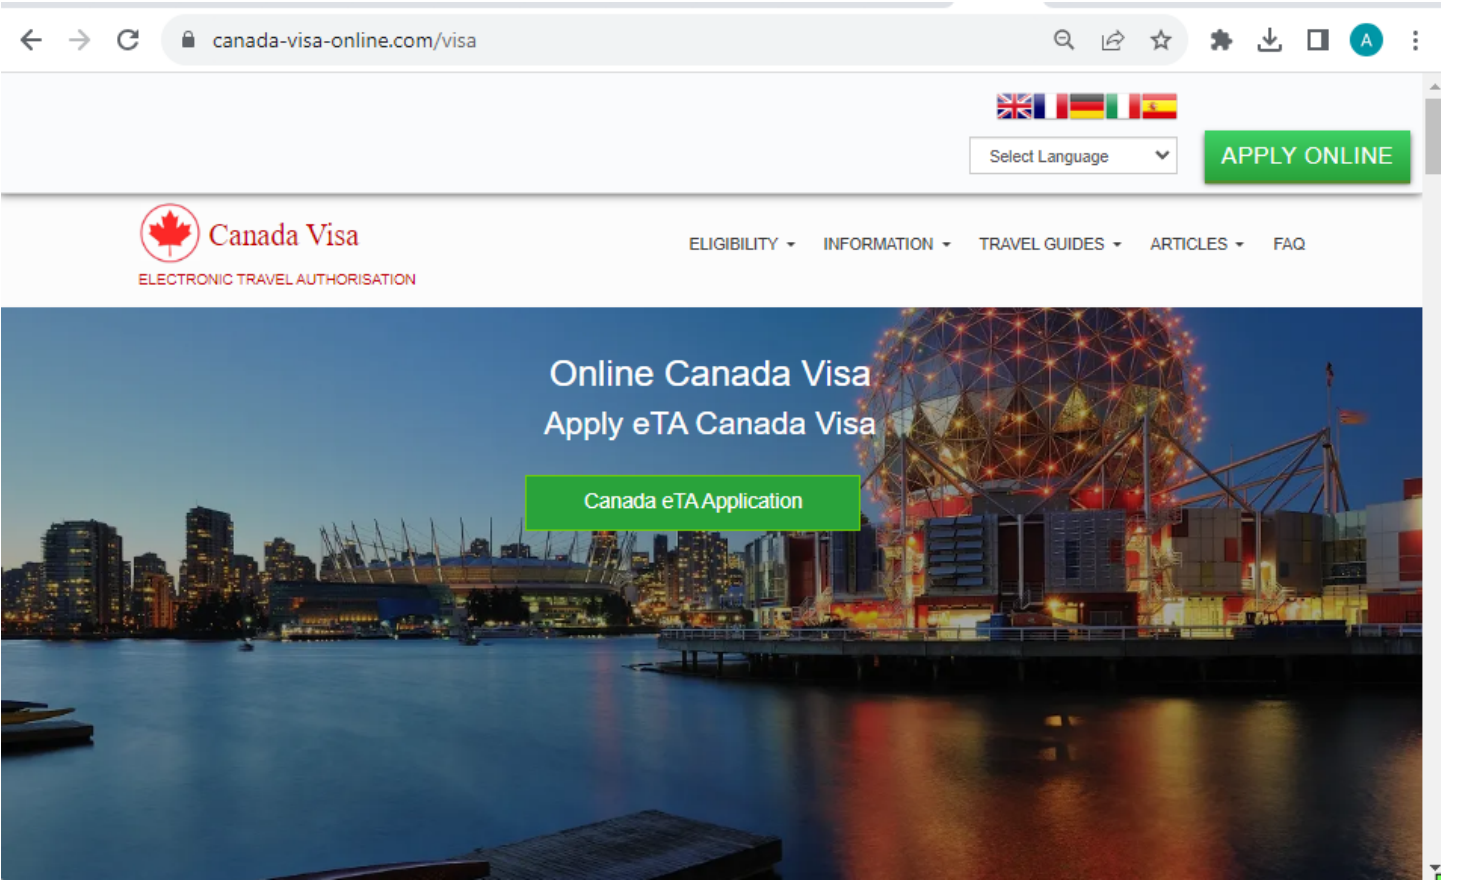 canada-visa-online.com/visa
A
Select Language
APPLY ONLINE
Canada Visa
ELECTRONIC TRAVEL AUTHORISATION
ELIGIBILITY
INFORMATION
TRAVEL GUIDES
ARTICLES
FAQ
Online Canada Visa
Apply eTA Canada Visa
Canada eTA Application